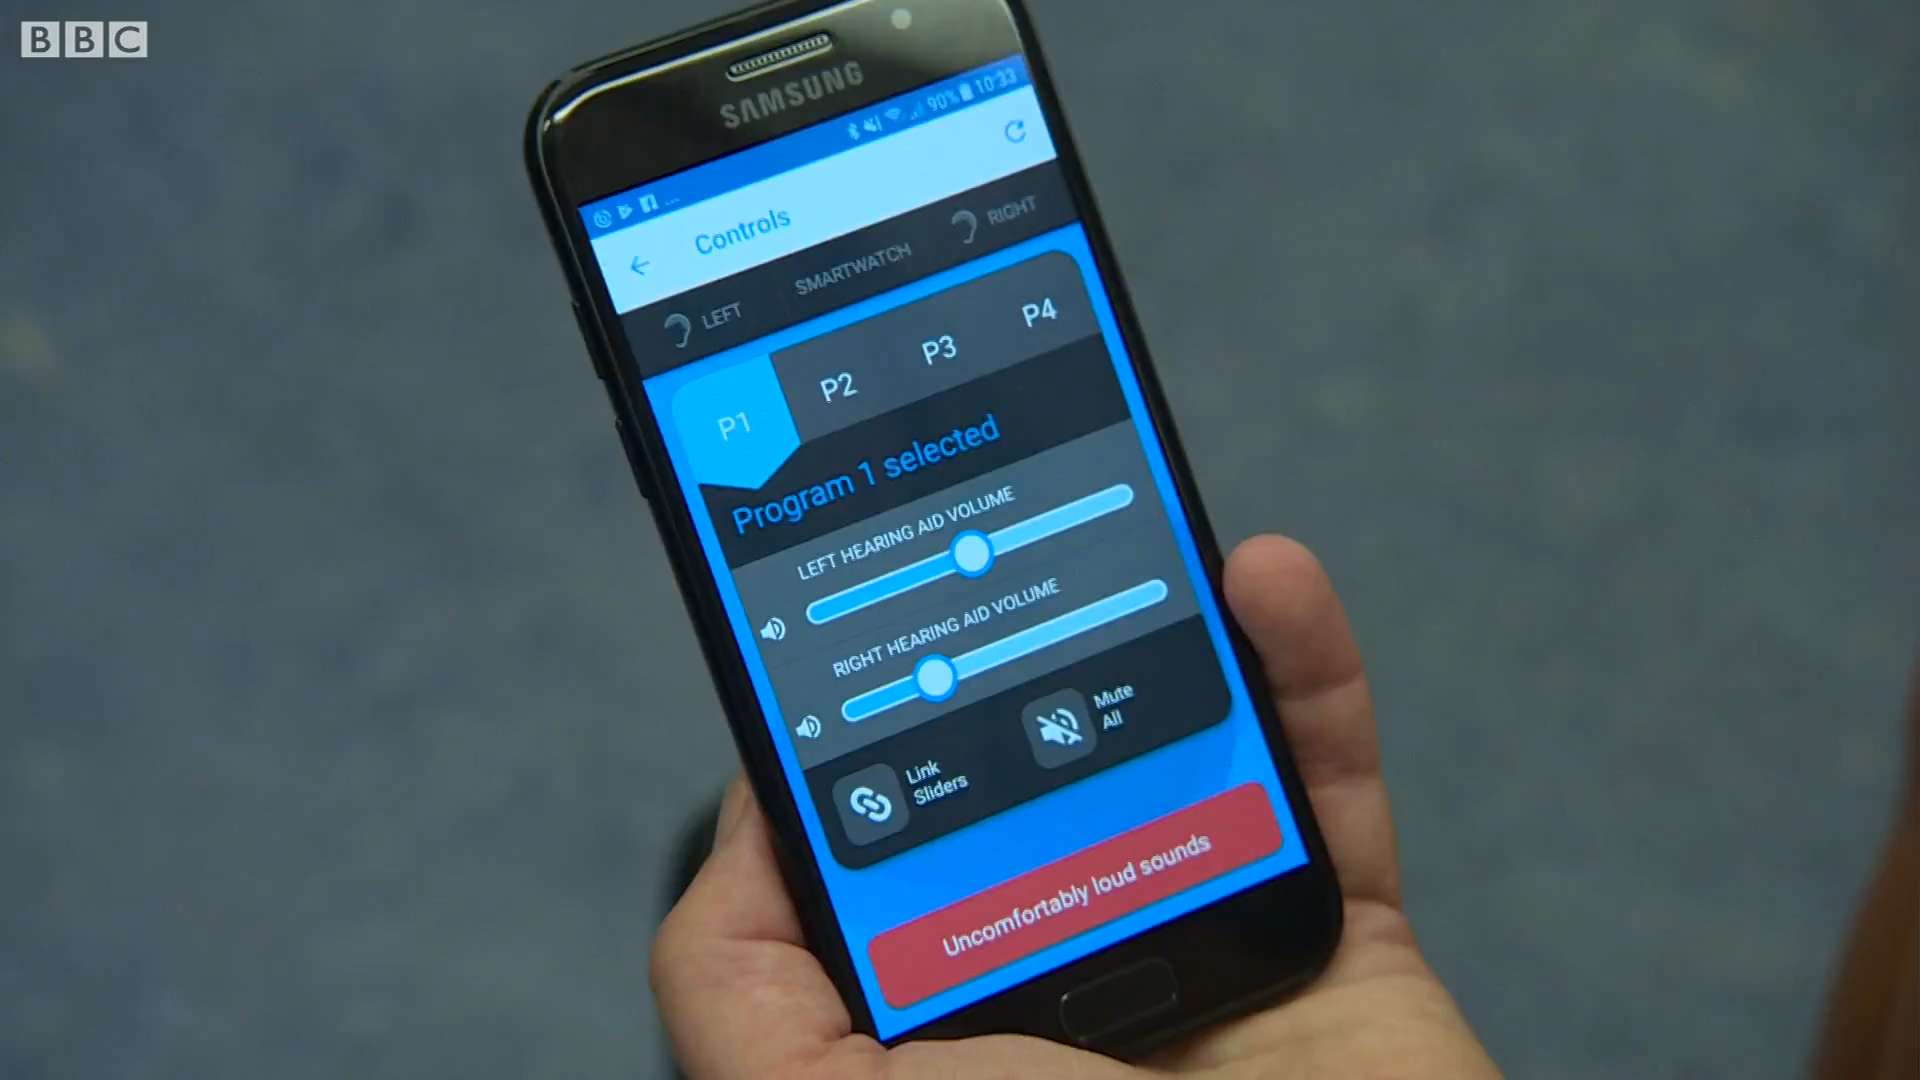 BBC
SAMSUNG
90% 10:33
Controls
LEFT
SMARTWATCH
RIGHT
P1
P2
P3
P4
Program 1 selected
LEFT HEARING AID VOLUME
RIGHT HEARING AID VOLUME
Link
Sliders
Mute
All
Uncomfortably loud sounds